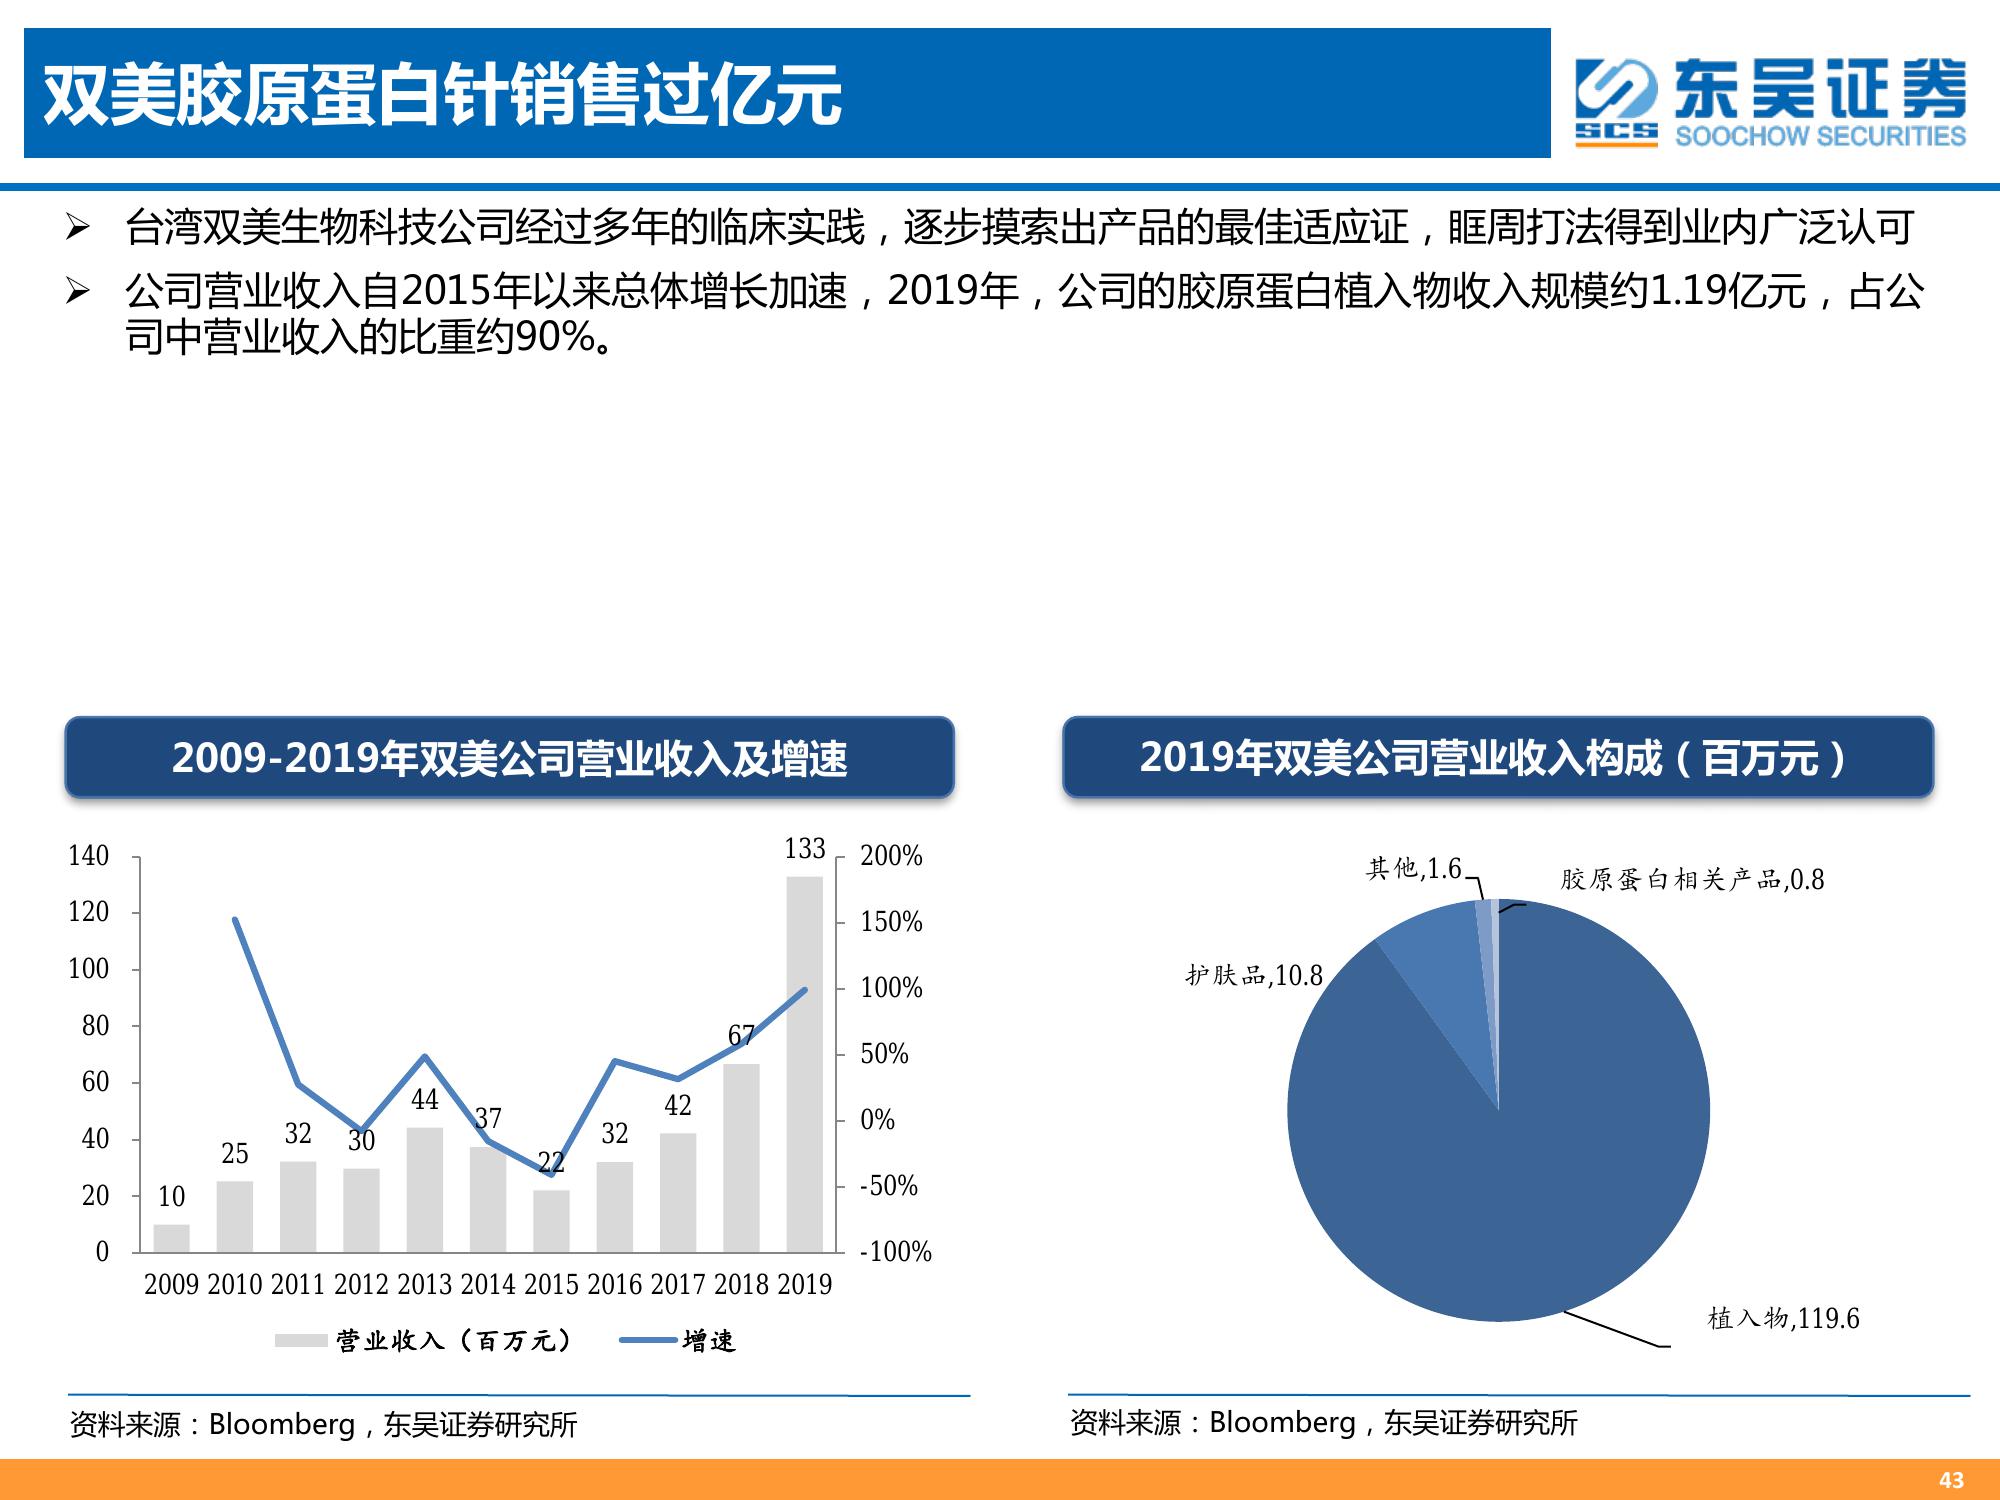 双美胶原蛋白针销售过亿元
SCS
东吴证券
SOOCHOW SECURITIES
台湾双美生物科技公司经过多年的临床实践，逐步摸索出产品的最佳适应证，眶周打法得到业内广泛认可
公司营业收入自2015年以来总体增长加速，2019年，公司的胶原蛋白植入物收入规模约1.19亿元，占公
司中营业收入的比重约90%。
2009-2019年双美公司营业收入及增速
140
120
100
80
60
40
20
0
200%
150%
100%
50%
0%
-50%
-100%
10
25
32
30
44
37
22
32
42
67
133
2009 2010 2011 2012 2013 2014 2015 2016 2017 2018 2019
营业收入（百万元）
增速
资料来源：Bloomberg，东吴证券研究所
2019年双美公司营业收入构成（百万元）
其他,1.6
胶原蛋白相关产品,0.8
护肤品,10.8
植入物,119.6
资料来源：Bloomberg，东吴证券研究所
43